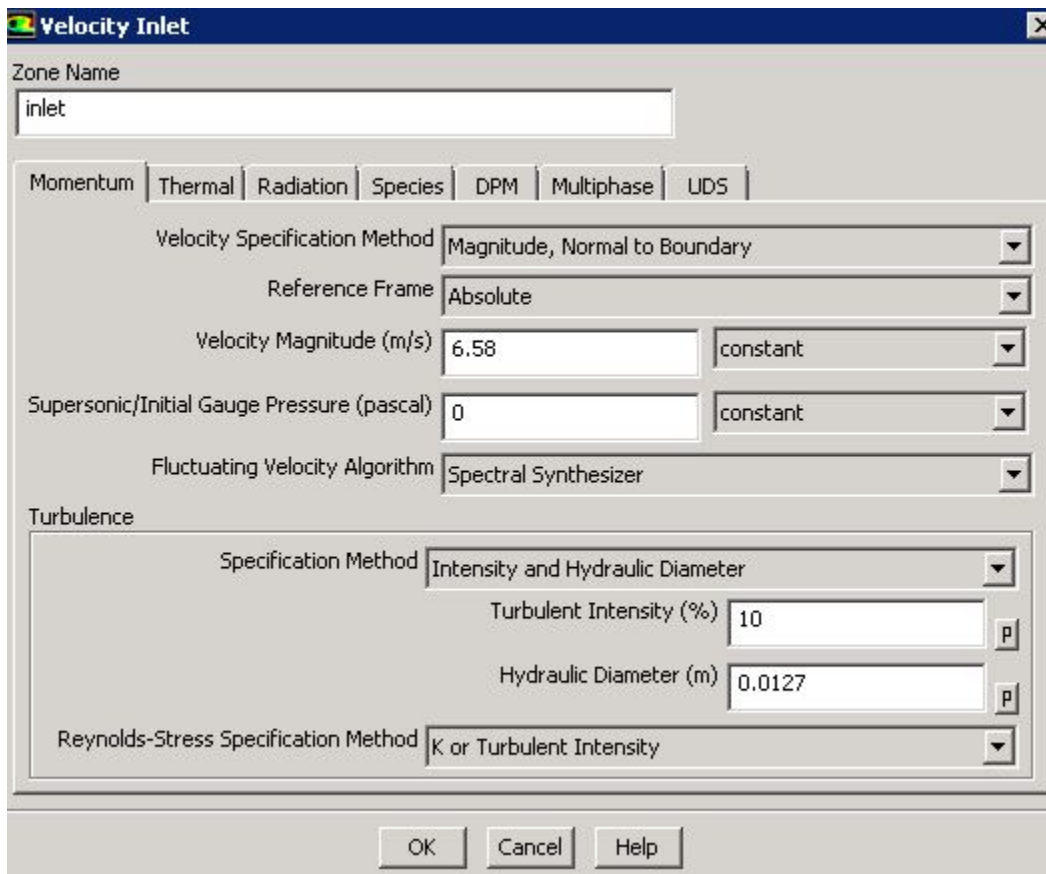 Velocity Inlet
Zone Name
inlet
Momentum Thermal Radiation Species DPM Multiphase UDS
Velocity Specification Method Magnitude, Normal to Boundary
Reference Frame Absolute
Velocity Magnitude (m/s) 6.58 constant
Supersonic/Initial Gauge Pressure (pascal) 0 constant
Fluctuating Velocity Algorithm Spectral Synthesizer
Turbulence
Specification Method Intensity and Hydraulic Diameter
Turbulent Intensity (%) 10 P
Hydraulic Diameter (m) 0.0127 P
Reynolds-Stress Specification Method K or Turbulent Intensity
OK Cancel Help